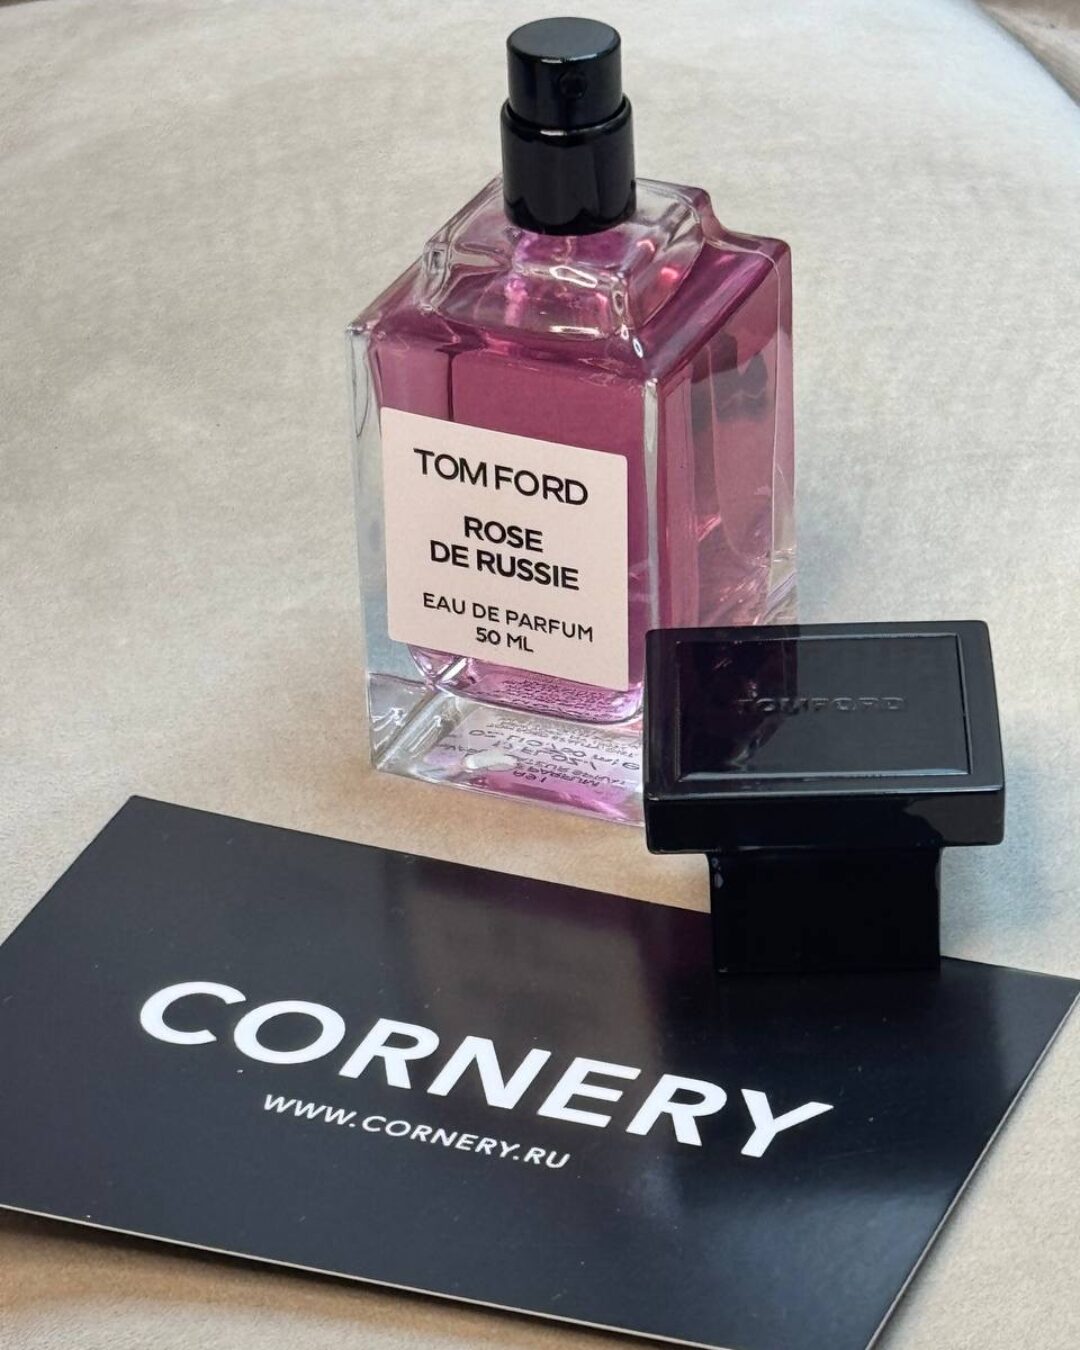 TOM FORD
ROSE
DE RUSSIE
EAU DE PARFUM
50 ML
TOM FORD
CORNERY
WWW.CORNERY.RU